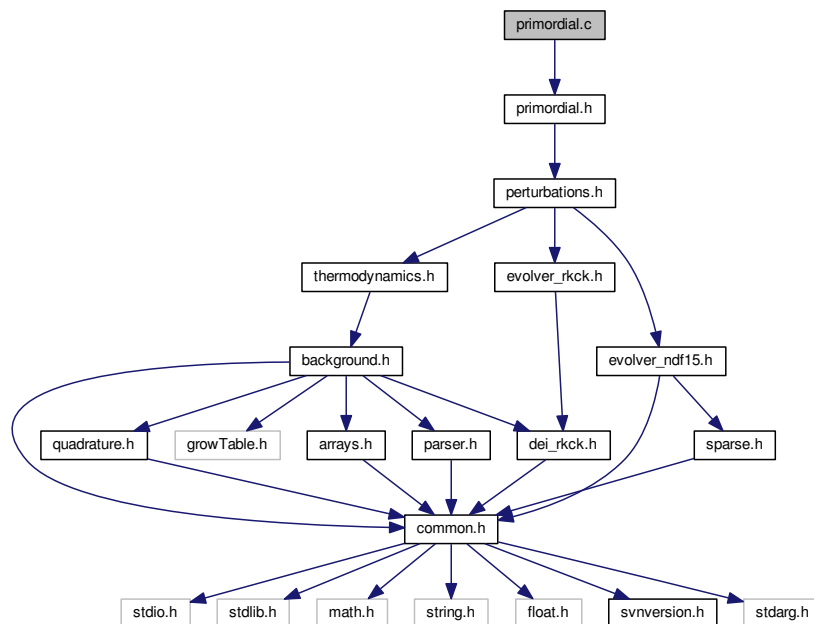 primordial.c
primordial.h
perturbations.h
thermodynamics.h
evolver_rkck.h
background.h
evolver_ndf15.h
quadrature.h
growTable.h
arrays.h
parser.h
dei_rkck.h
sparse.h
common.h
stdio.h
stdlib.h
math.h
string.h
float.h
svnversion.h
stdarg.h